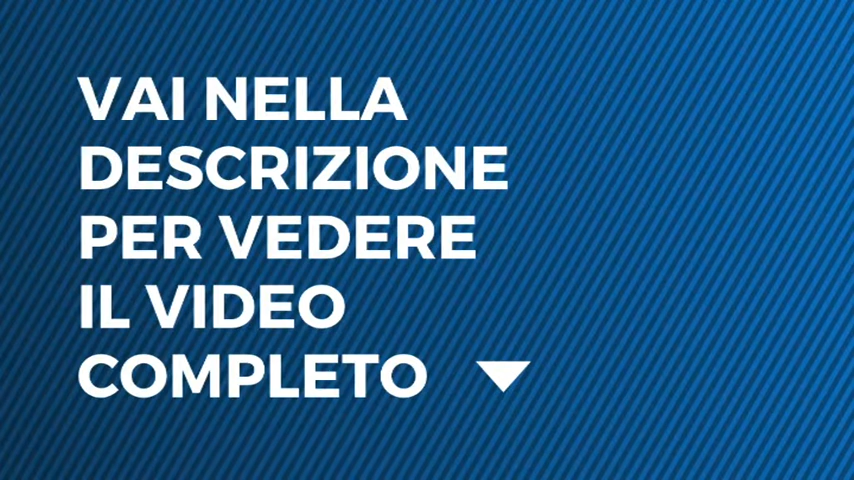 VAI NELLA
DESCRIZIONE
PER VEDERE
IL VIDEO
COMPLETO